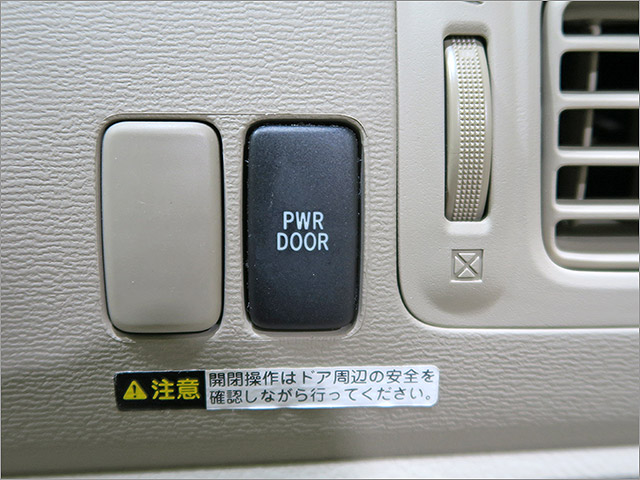 PWR
DOOR
注意
開閉操作はドア周辺の安全を
確認しながら行ってください。